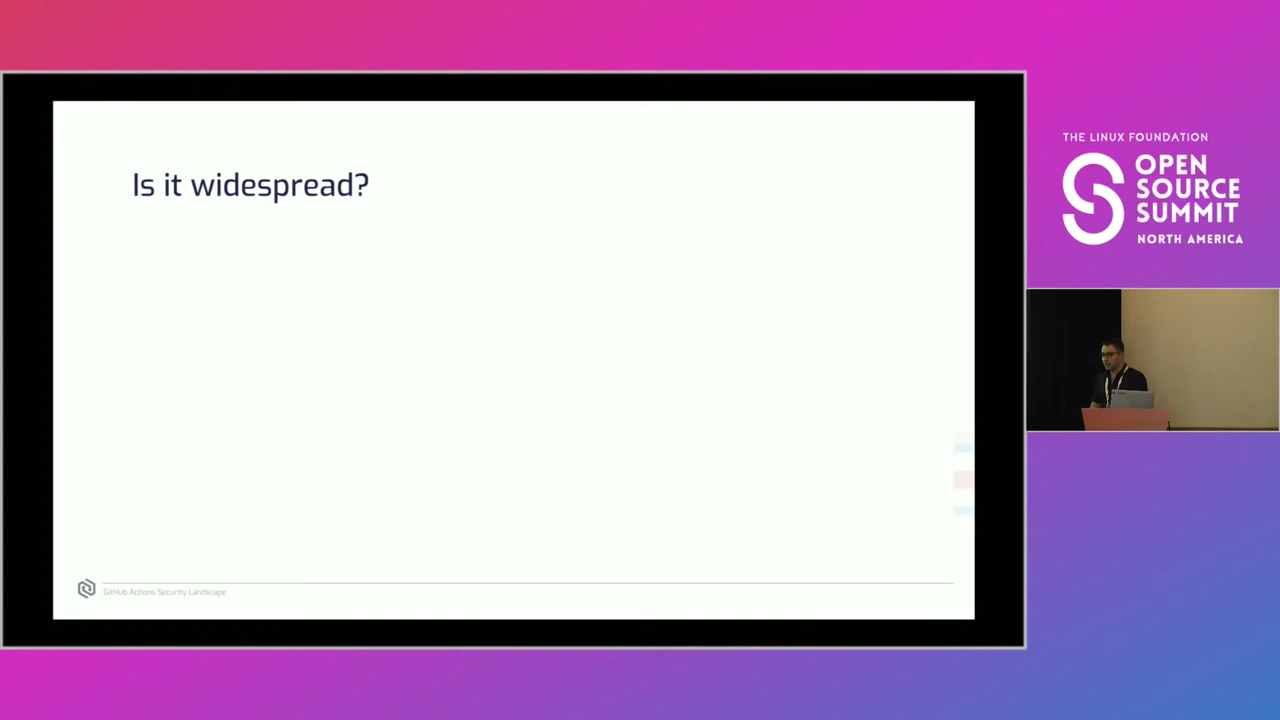 Is it widespread?
GitHub Actions Security Landscape
THE LINUX FOUNDATION
OPEN
SOURCE
SUMMIT
NORTH AMERICA